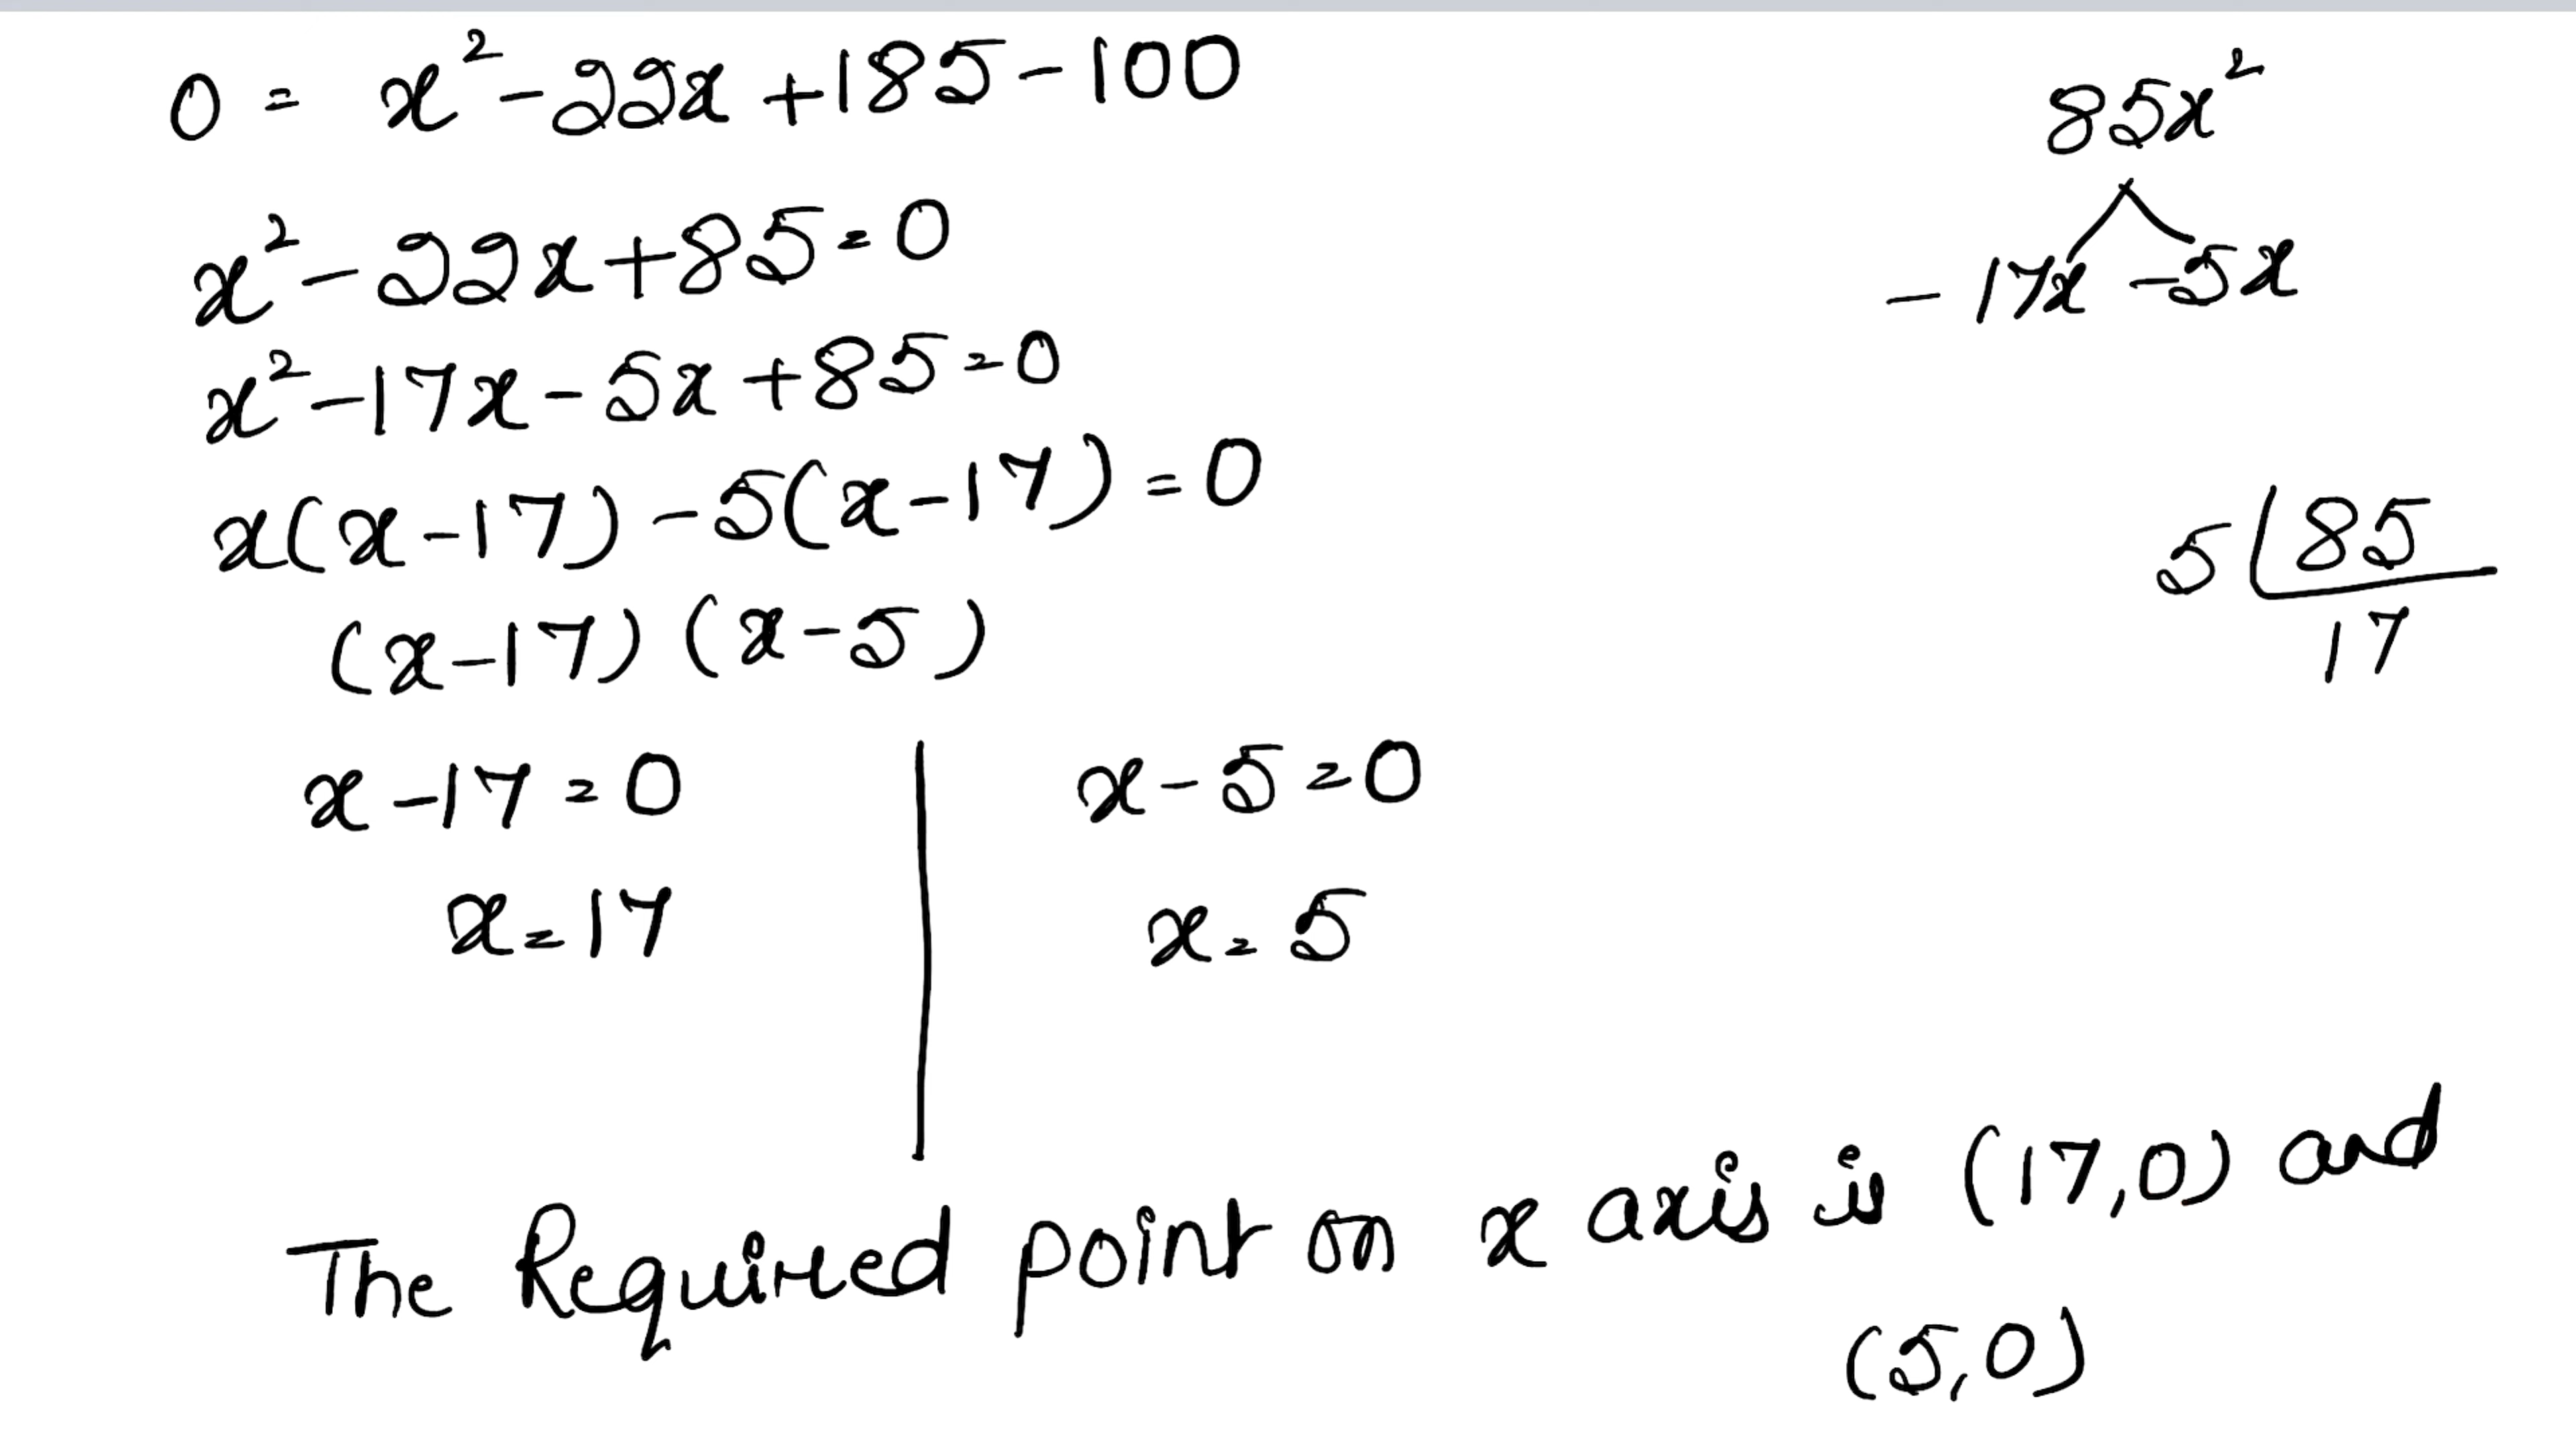 0 = x² - 22x + 185 - 100
x² - 22x + 85 = 0
x² - 17x - 5x + 85 = 0
x(x - 17) - 5(x - 17) = 0
(x - 17) (x - 5)
x - 17 = 0
x = 17
x - 5 = 0
x = 5
85x²
- 17x - 5x
5 85
17
The Required point on x axis is (17,0) and
(5,0)